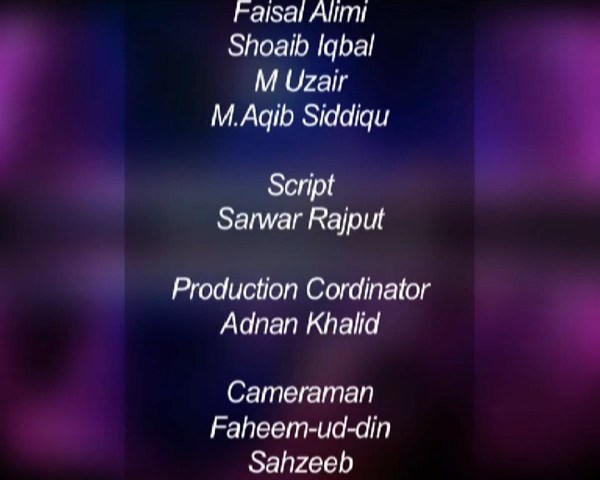 Faisal Alimi
Shoaib Iqbal
M Uzair
M.Aqib Siddiqu
Script
Sarwar Rajput
Production Cordinator
Adnan Khalid
Cameraman
Faheem-ud-din
Sahzeeb